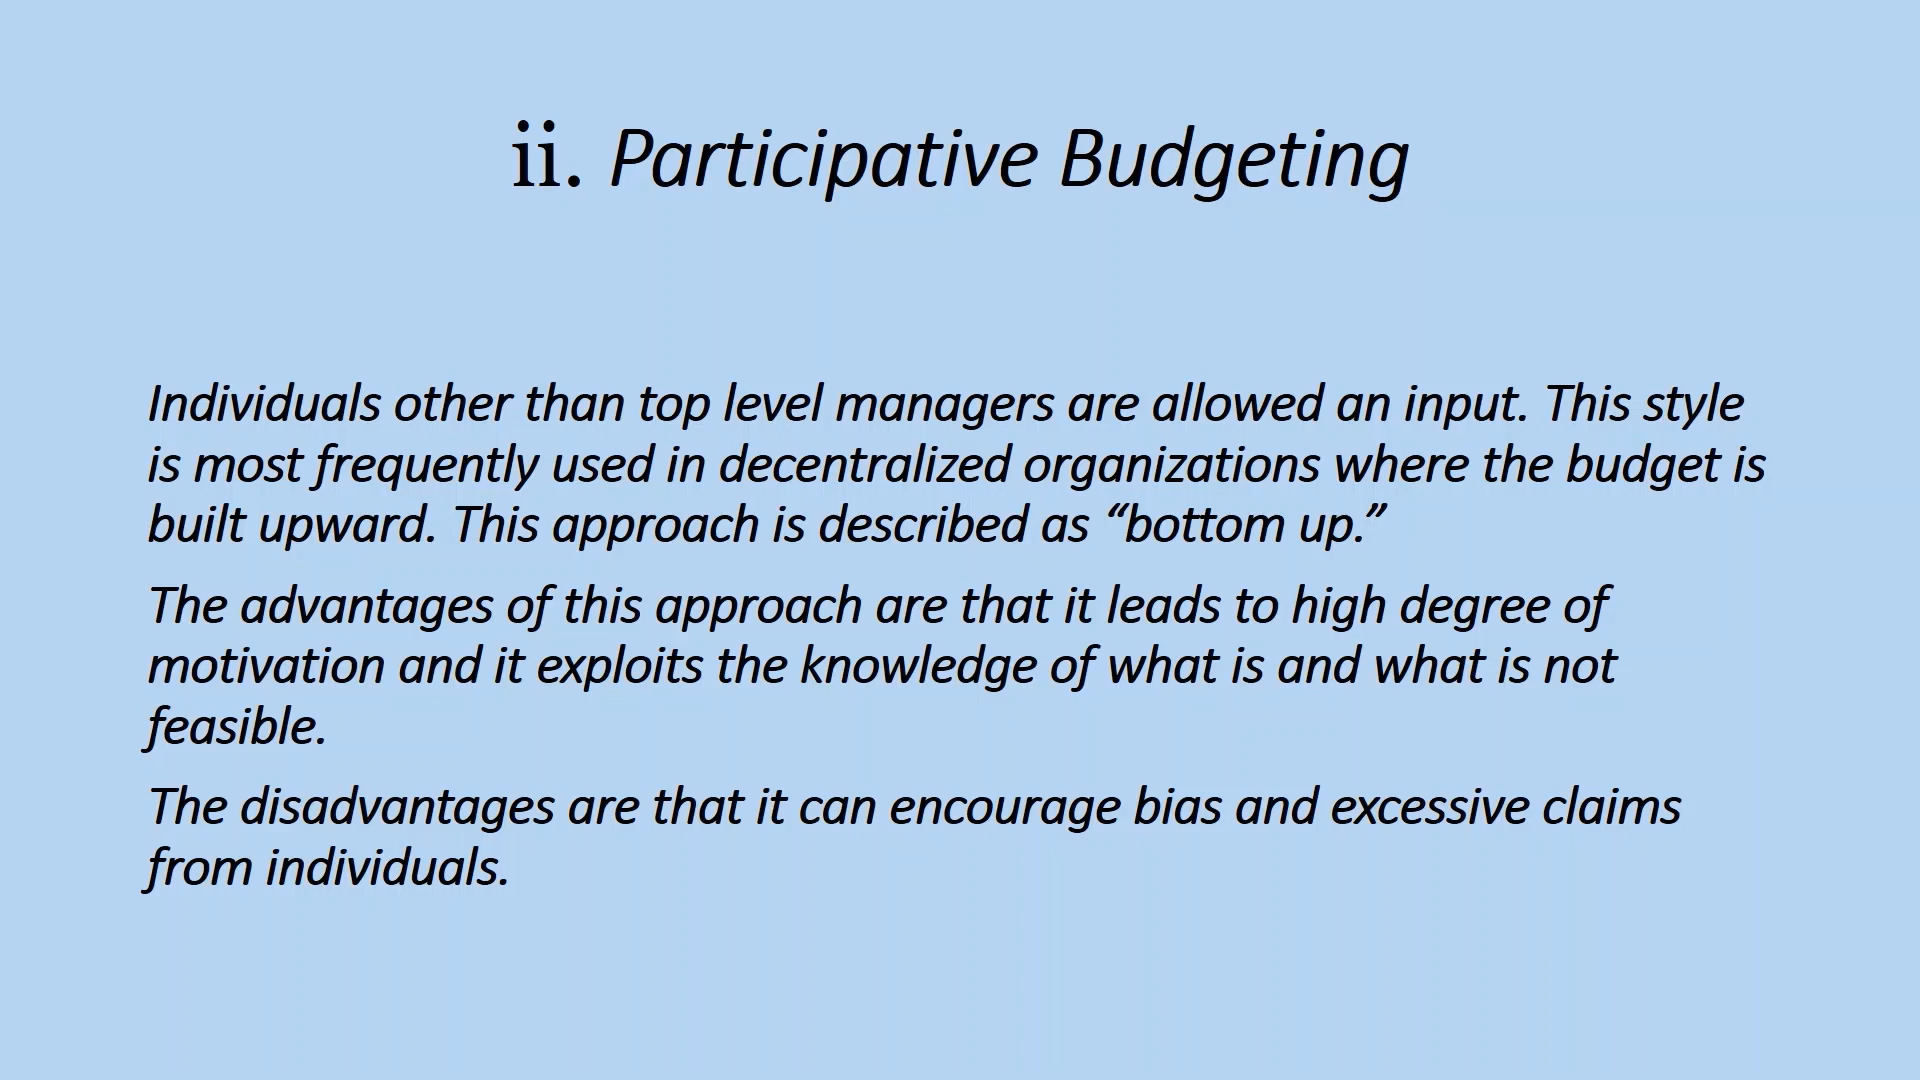 ii. Participative Budgeting
Individuals other than top level managers are allowed an input. This style
is most frequently used in decentralized organizations where the budget is
built upward. This approach is described as “bottom up.”
The advantages of this approach are that it leads to high degree of
motivation and it exploits the knowledge of what is and what is not
feasible.
The disadvantages are that it can encourage bias and excessive claims
from individuals.